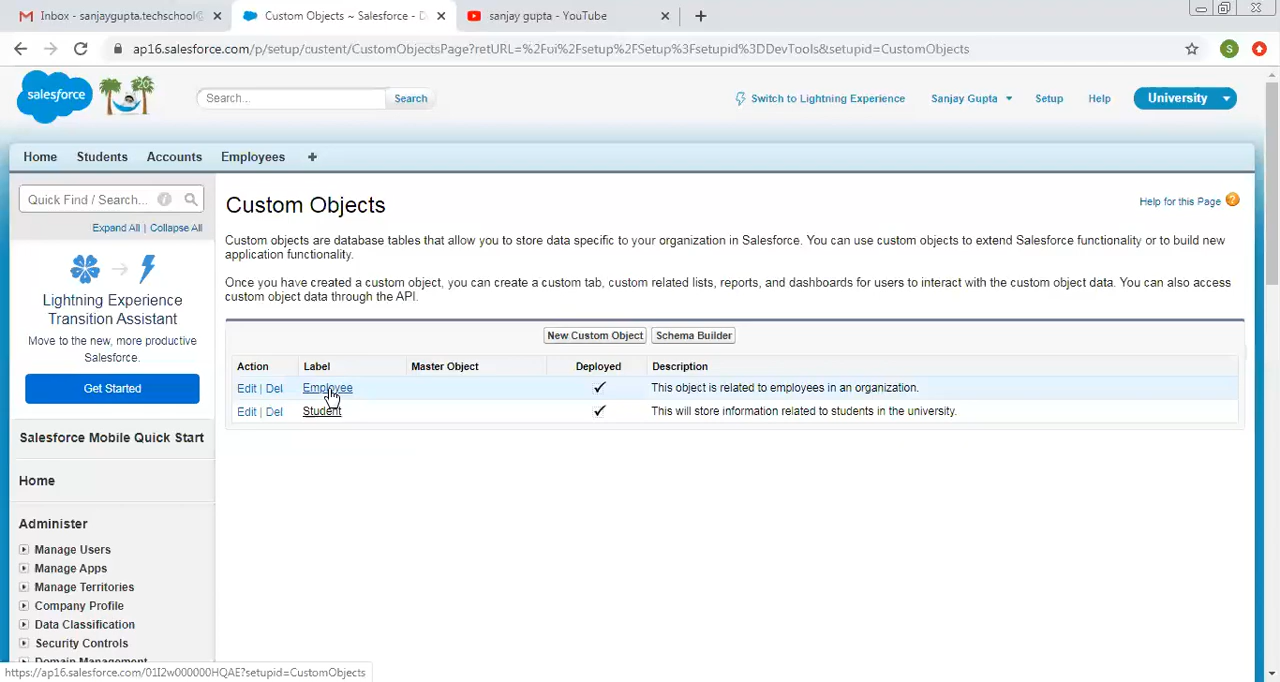 Inbox - sanjaygupta.techschool@
Custom Objects ~ Salesforce - D
sanjay gupta - YouTube
ap16.salesforce.com/p/setup/custent/CustomObjectsPage?retURL=%2Fui%2Fsetup%2FSetup%3Fsetupid%3DDevTools&setupid=CustomObjects
S
salesforce
20
Search...
Search
Switch to Lightning Experience
Sanjay Gupta
Setup
Help
University
Home
Students
Accounts
Employees
+
Quick Find / Search...
Expand All | Collapse All
Lightning Experience
Transition Assistant
Move to the new, more productive
Salesforce.
Get Started
Salesforce Mobile Quick Start
Home
Administer
Manage Users
Manage Apps
Manage Territories
Company Profile
Data Classification
Security Controls
Domain Management
Custom Objects
Help for this Page
Custom objects are database tables that allow you to store data specific to your organization in Salesforce. You can use custom objects to extend Salesforce functionality or to build new
application functionality.
Once you have created a custom object, you can create a custom tab, custom related lists, reports, and dashboards for users to interact with the custom object data. You can also access
custom object data through the API.
New Custom Object
Schema Builder
Action Label Master Object Deployed Description
Edit | Del Employee This object is related to employees in an organization.
Edit | Del Student This will store information related to students in the university.
https://ap16.salesforce.com/01I2w000000HQAE?setupid=CustomObjects